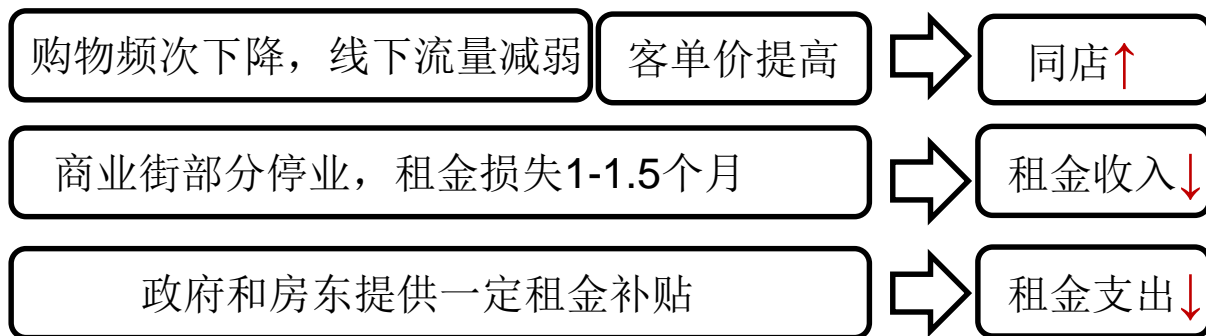 购物频次下降，线下流量减弱 客单价提高 同店↑
商业街部分停业，租金损失1-1.5个月 租金收入↓
政府和房东提供一定租金补贴 租金支出↓